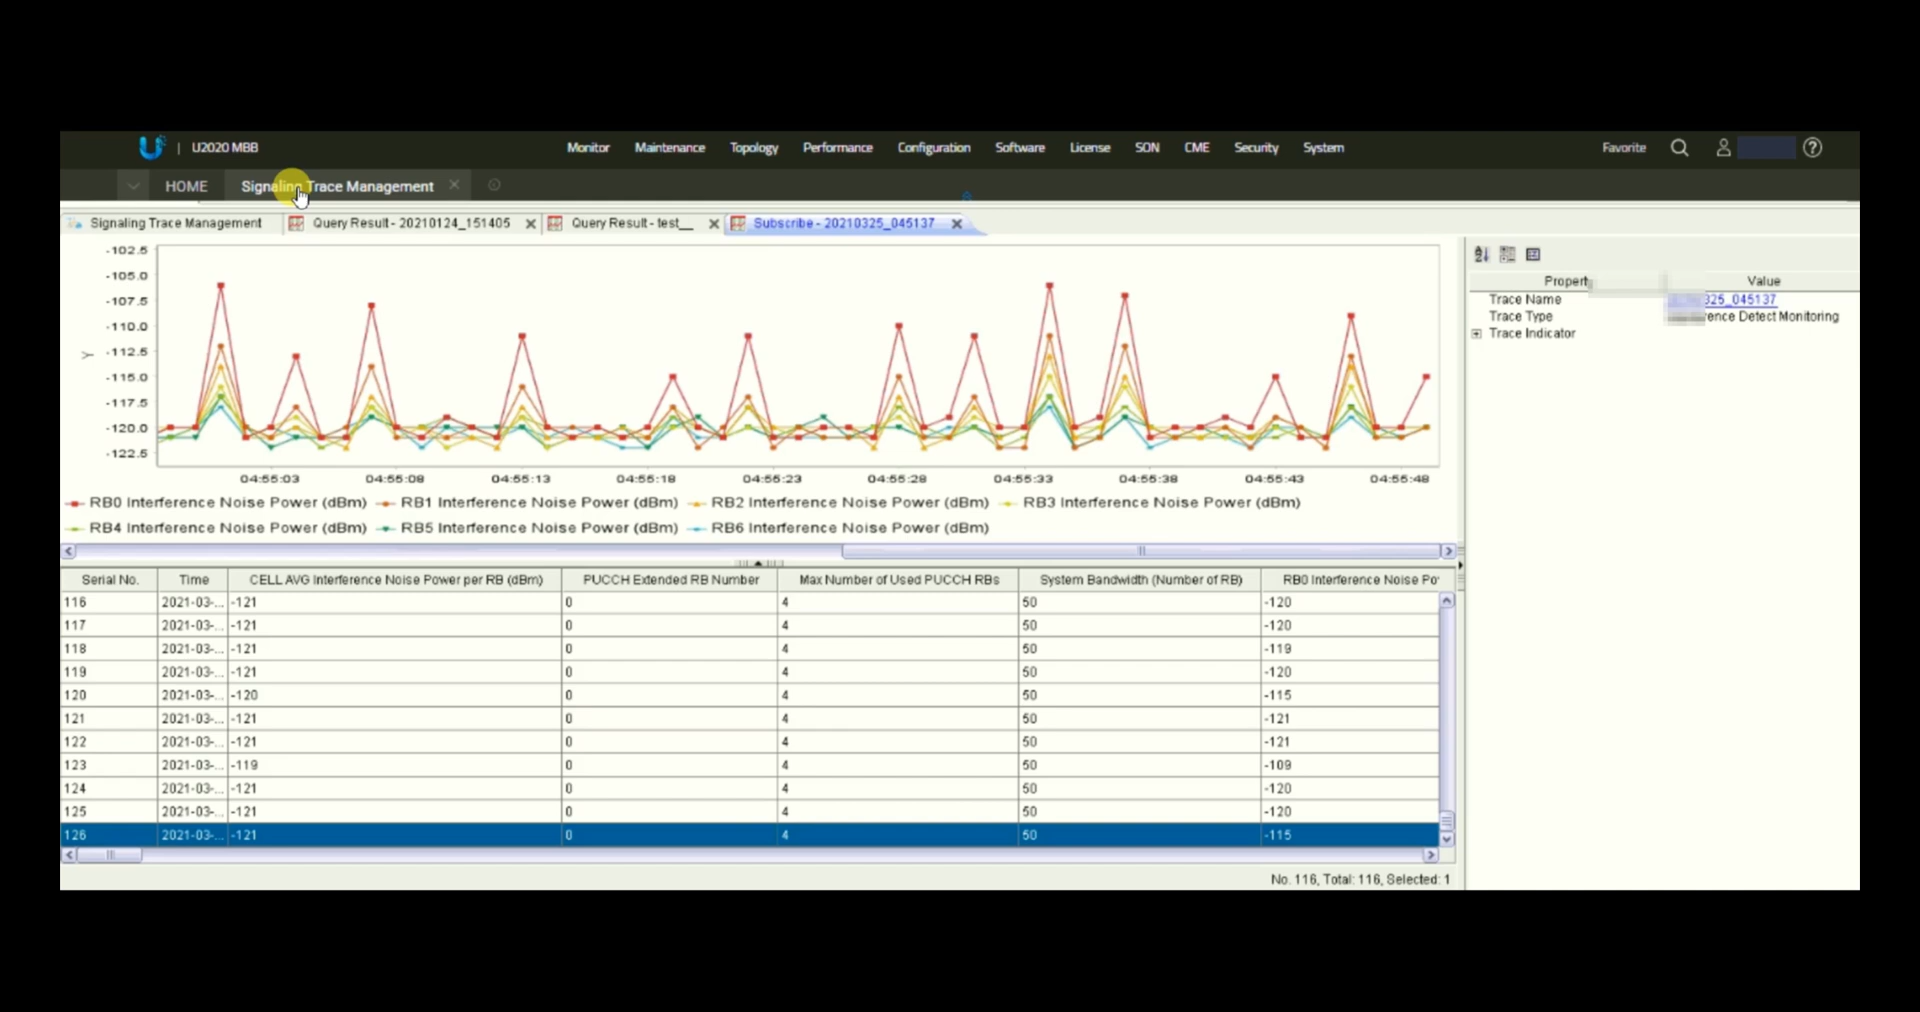 U2020 MBB Monitor Maintenance Topology Performance Configuration Software License SON CME Security System Favorite
HOME Signaling Trace Management
Signaling Trace Management Query Result - 20210124_151405 Query Result - test__ Subscribe - 20210325_045137
-102.5
-105.0
-107.5
-110.0
-112.5
-115.0
-117.5
-120.0
-122.5
Y
04:55:03 04:55:08 04:55:13 04:55:18 04:55:23 04:55:28 04:55:33 04:55:38 04:55:43 04:55:48
RB0 Interference Noise Power (dBm) RB1 Interference Noise Power (dBm) RB2 Interference Noise Power (dBm) RB3 Interference Noise Power (dBm)
RB4 Interference Noise Power (dBm) RB5 Interference Noise Power (dBm) RB6 Interference Noise Power (dBm)
Property Value
Trace Name 325_045137
Trace Type rence Detect Monitoring
Trace Indicator
Serial No. Time CELL AVG Interference Noise Power per RB (dBm) PUCCH Extended RB Number Max Number of Used PUCCH RBs System Bandwidth (Number of RB) RB0 Interference Noise Po
116 2021-03-... -121 0 4 50 -120
117 2021-03-... -121 0 4 50 -120
118 2021-03-... -121 0 4 50 -119
119 2021-03-... -121 0 4 50 -120
120 2021-03-... -120 0 4 50 -115
121 2021-03-... -121 0 4 50 -121
122 2021-03-... -121 0 4 50 -121
123 2021-03-... -119 0 4 50 -109
124 2021-03-... -121 0 4 50 -120
125 2021-03-... -121 0 4 50 -120
126 2021-03-... -121 0 4 50 -115
No. 116, Total: 116, Selected: 1